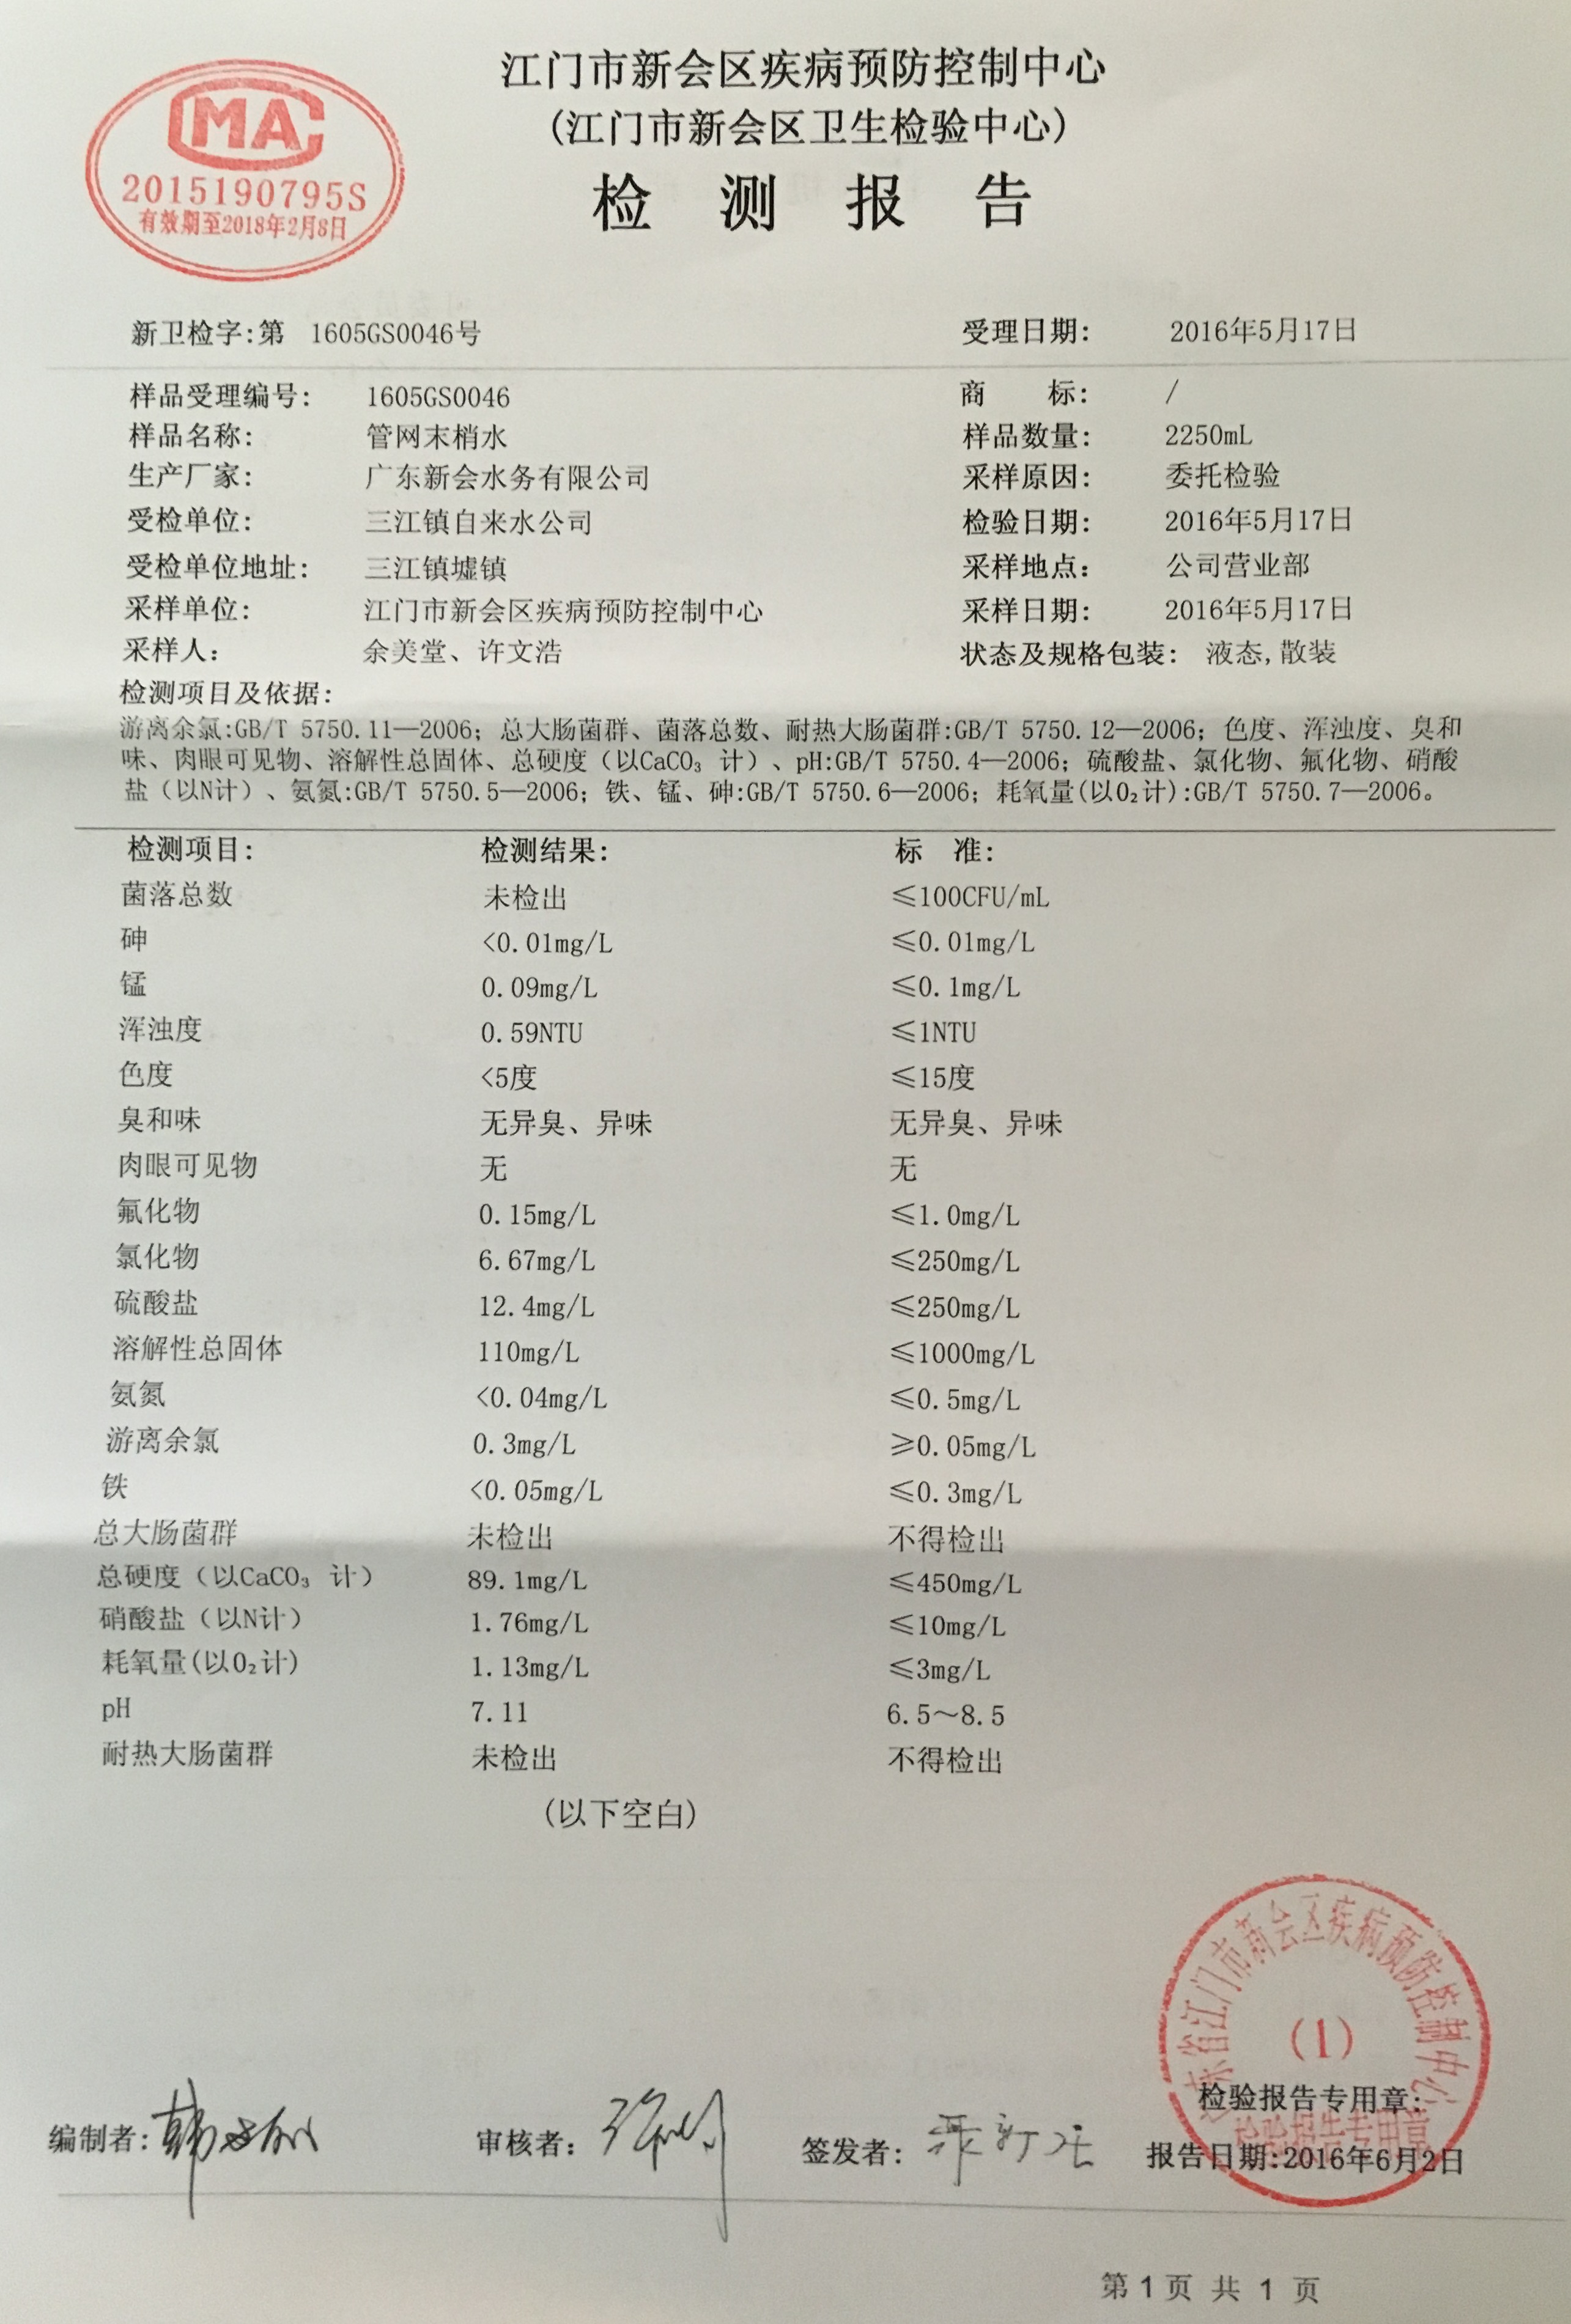 江门市新会区疾病预防控制中心
(江门市新会区卫生检验中心)
检 测 报 告
MA
2015190795S
有效期至2018年2月8日
新卫检字:第 1605GS0046号 受理日期: 2016年5月17日
样品受理编号: 1605GS0046 商 标: /
样品名称: 管网末梢水 样品数量: 2250mL
生产厂家: 广东新会水务有限公司 采样原因: 委托检验
受检单位: 三江镇自来水公司 检验日期: 2016年5月17日
受检单位地址: 三江镇墟镇 采样地点: 公司营业部
采样单位: 江门市新会区疾病预防控制中心 采样日期: 2016年5月17日
采样人: 余美堂、许文浩 状态及规格包装: 液态,散装
检测项目及依据:
游离余氯:GB/T 5750.11—2006; 总大肠菌群、菌落总数、耐热大肠菌群:GB/T 5750.12—2006; 色度、浑浊度、臭和
味、肉眼可见物、溶解性总固体、总硬度（以CaCO₃ 计）、pH:GB/T 5750.4—2006; 硫酸盐、氯化物、氟化物、硝酸
盐（以N计）、氨氮:GB/T 5750.5—2006; 铁、锰、砷:GB/T 5750.6—2006; 耗氧量(以O₂计):GB/T 5750.7—2006。
检测项目: 检测结果: 标 准:
菌落总数 未检出 ≤100CFU/mL
砷 <0.01mg/L ≤0.01mg/L
锰 0.09mg/L ≤0.1mg/L
浑浊度 0.59NTU ≤1NTU
色度 <5度 ≤15度
臭和味 无异臭、异味 无异臭、异味
肉眼可见物 无 无
氟化物 0.15mg/L ≤1.0mg/L
氯化物 6.67mg/L ≤250mg/L
硫酸盐 12.4mg/L ≤250mg/L
溶解性总固体 110mg/L ≤1000mg/L
氨氮 <0.04mg/L ≤0.5mg/L
游离余氯 0.3mg/L ≥0.05mg/L
铁 <0.05mg/L ≤0.3mg/L
总大肠菌群 未检出 不得检出
总硬度（以CaCO₃ 计） 89.1mg/L ≤450mg/L
硝酸盐（以N计） 1.76mg/L ≤10mg/L
耗氧量(以O₂计) 1.13mg/L ≤3mg/L
pH 7.11 6.5～8.5
耐热大肠菌群 未检出 不得检出
(以下空白)
东省江门市新会区疾病预防控制中心
(1)
检验报告专用章
检验报告专用章:
编制者: 审核者: 签发者: 报告日期:2016年6月2日
第 1 页 共 1 页